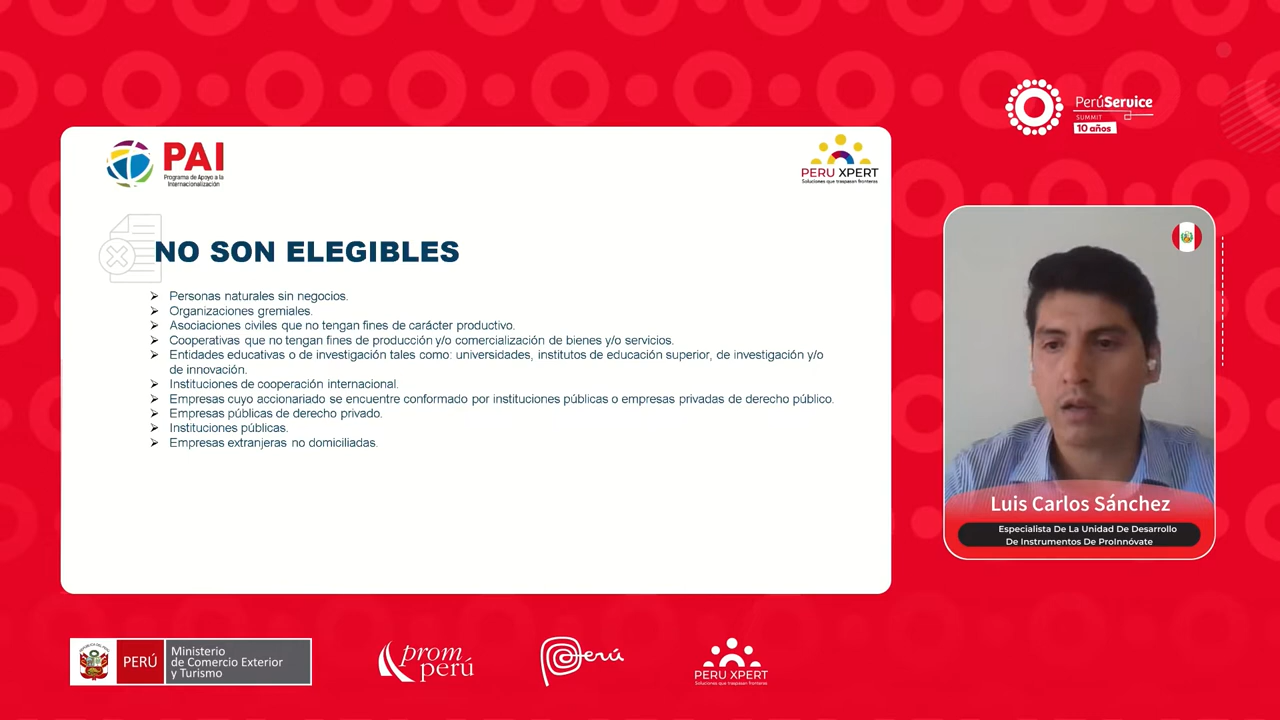 PAI
Programa de Apoyo a la
Internacionalización
PERU XPERT
Soluciones que traspasan fronteras
NO SON ELEGIBLES
Personas naturales sin negocios.
Organizaciones gremiales.
Asociaciones civiles que no tengan fines de carácter productivo.
Cooperativas que no tengan fines de producción y/o comercialización de bienes y/o servicios.
Entidades educativas o de investigación tales como: universidades, institutos de educación superior, de investigación y/o
de innovación.
Instituciones de cooperación internacional.
Empresas cuyo accionariado se encuentre conformado por instituciones públicas o empresas privadas de derecho público.
Empresas públicas de derecho privado.
Instituciones públicas.
Empresas extranjeras no domiciliadas.
PerúService
SUMMIT
10 años
Luis Carlos Sánchez
Especialista De La Unidad De Desarrollo
De Instrumentos De ProInnóvate
PERÚ
Ministerio
de Comercio Exterior
y Turismo
prom
perú
Perú
PERU XPERT
Soluciones que traspasan fronteras